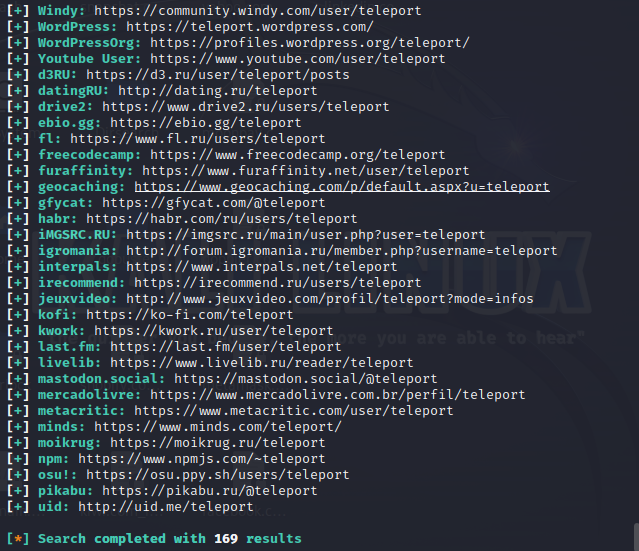 [+] Windy: https://community.windy.com/user/teleport
[+] WordPress: https://teleport.wordpress.com/
[+] WordPressOrg: https://profiles.wordpress.org/teleport/
[+] Youtube User: https://www.youtube.com/user/teleport
[+] d3RU: https://d3.ru/user/teleport/posts
[+] datingRU: http://dating.ru/teleport
[+] drive2: https://www.drive2.ru/users/teleport
[+] ebio.gg: https://ebio.gg/teleport
[+] fl: https://www.fl.ru/users/teleport
[+] freecodecamp: https://www.freecodecamp.org/teleport
[+] furaffinity: https://www.furaffinity.net/user/teleport
[+] geocaching: https://www.geocaching.com/p/default.aspx?u=teleport
[+] gfycat: https://gfycat.com/@teleport
[+] habr: https://habr.com/ru/users/teleport
[+] iMGSRC.RU: https://imgsrc.ru/main/user.php?user=teleport
[+] igromania: http://forum.igromania.ru/member.php?username=teleport
[+] interpals: https://www.interpals.net/teleport
[+] irecommend: https://irecommend.ru/users/teleport
[+] jeuxvideo: http://www.jeuxvideo.com/profil/teleport?mode=infos
[+] kofi: https://ko-fi.com/teleport
[+] kwork: https://kwork.ru/user/teleport
[+] last.fm: https://last.fm/user/teleport
[+] livelib: https://www.livelib.ru/reader/teleport
[+] mastodon.social: https://mastodon.social/@teleport
[+] mercadolivre: https://www.mercadolivre.com.br/perfil/teleport
[+] metacritic: https://www.metacritic.com/user/teleport
[+] minds: https://www.minds.com/teleport/
[+] moikrug: https://moikrug.ru/teleport
[+] npm: https://www.npmjs.com/~teleport
[+] osu!: https://osu.ppy.sh/users/teleport
[+] pikabu: https://pikabu.ru/@teleport
[+] uid: http://uid.me/teleport
[*] Search completed with 169 results